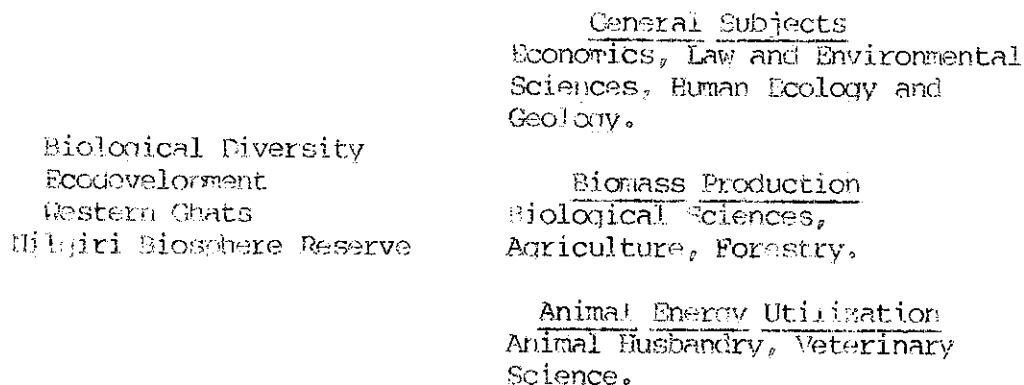 General Subjects
Economics, Law and Environmental
Sciences, Human Ecology and
Geology.
Biological Diversity
Ecodevelopment
Western Ghats
Nilgiri Biosphere Reserve
Biomass Production
Biological Sciences,
Agriculture, Forestry.
Animal Energy Utilization
Animal Husbandry, Veterinary
Science.